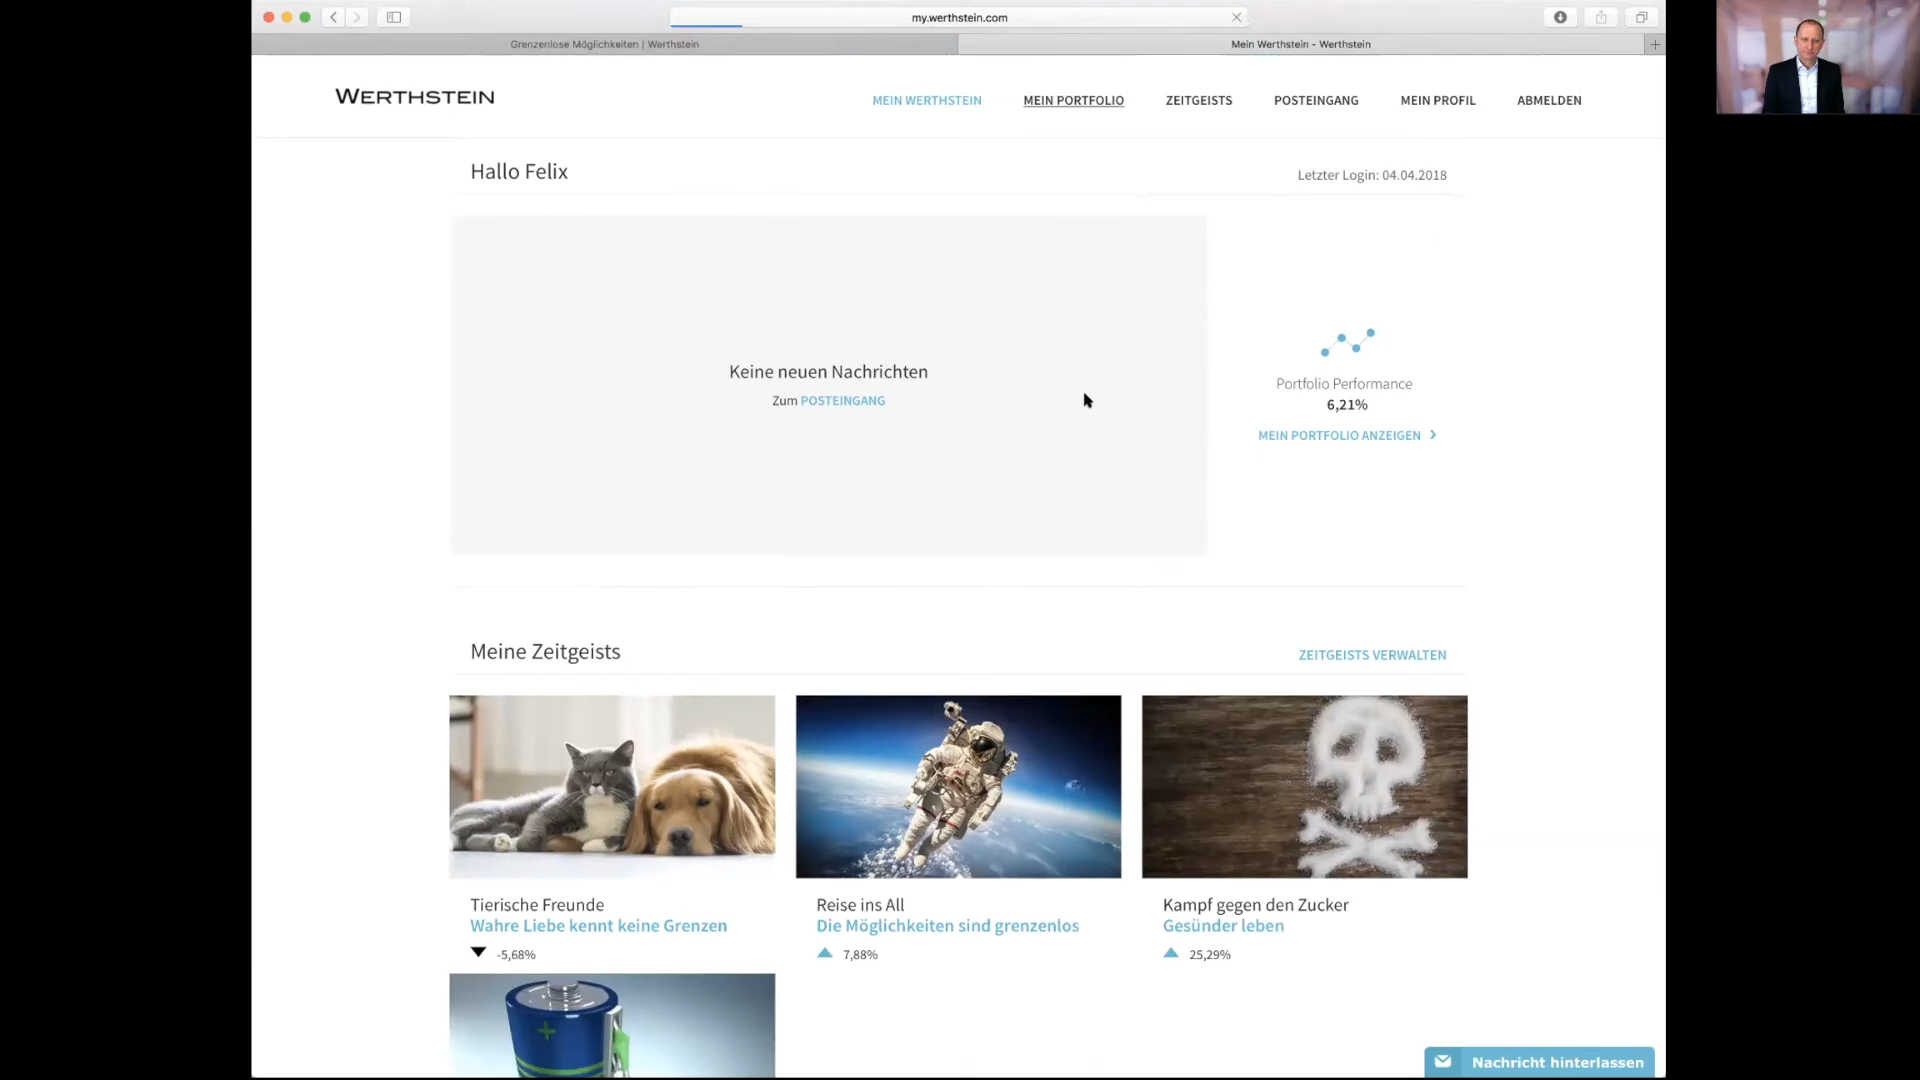 my.werthstein.com
Grenzenlose Möglichkeiten | Werthstein
Mein Werthstein - Werthstein
WERTHSTEIN
MEIN WERTHSTEIN
MEIN PORTFOLIO
ZEITGEISTS
POSTEINGANG
MEIN PROFIL
ABMELDEN
Hallo Felix
Letzter Login: 04.04.2018
Keine neuen Nachrichten
Zum POSTEINGANG
Portfolio Performance
6,21%
MEIN PORTFOLIO ANZEIGEN
Meine Zeitgeists
ZEITGEISTS VERWALTEN
Tierische Freunde
Wahre Liebe kennt keine Grenzen
-5,68%
Reise ins All
Die Möglichkeiten sind grenzenlos
7,88%
Kampf gegen den Zucker
Gesünder leben
25,29%
Nachricht hinterlassen